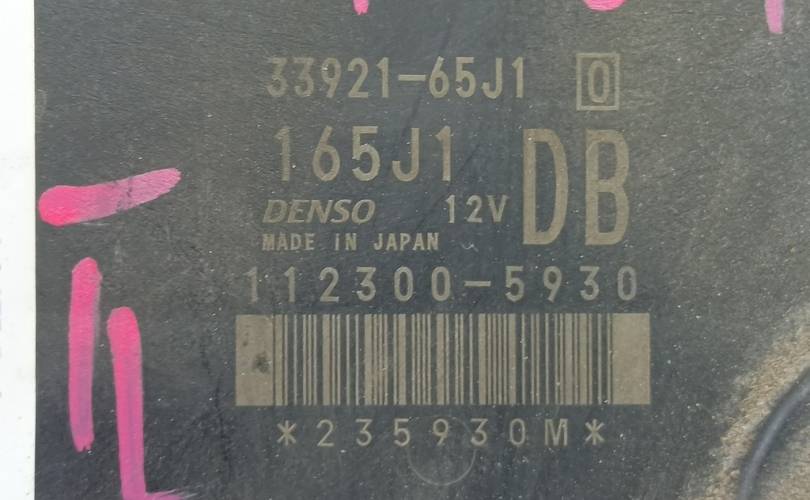 33921-65J1 0
165J1 DB
DENSO 12V
MADE IN JAPAN
112300-5930
*235930M*